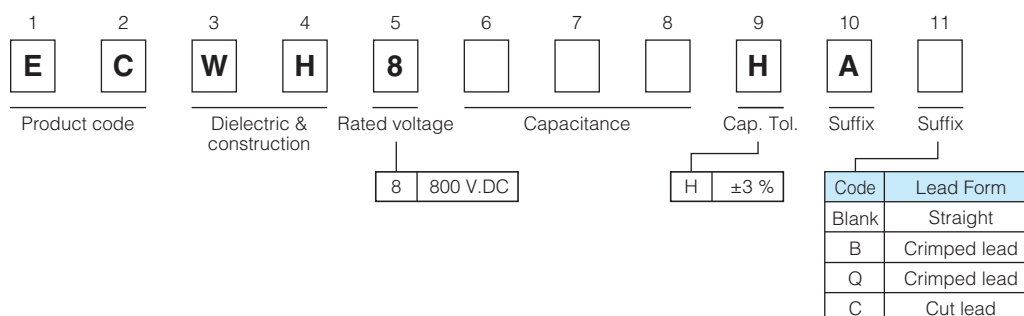 1 2 3 4 5 6 7 8 9 10 11
E C W H 8 H A
Product code Dielectric & Rated voltage Capacitance Cap. Tol. Suffix Suffix
construction
8 800 V.DC H ±3 % Code Lead Form
Blank Straight
B Crimped lead
Q Crimped lead
C Cut lead